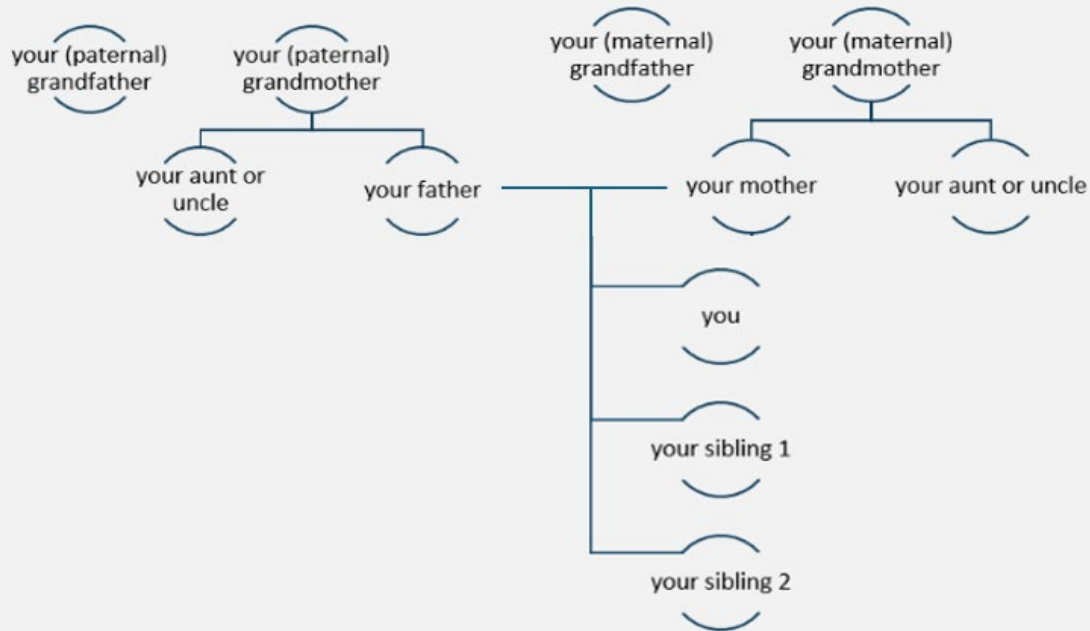 your (paternal)
grandfather
your (paternal)
grandmother
your (maternal)
grandfather
your (maternal)
grandmother
your aunt or
uncle
your father
your mother
your aunt or uncle
you
your sibling 1
your sibling 2